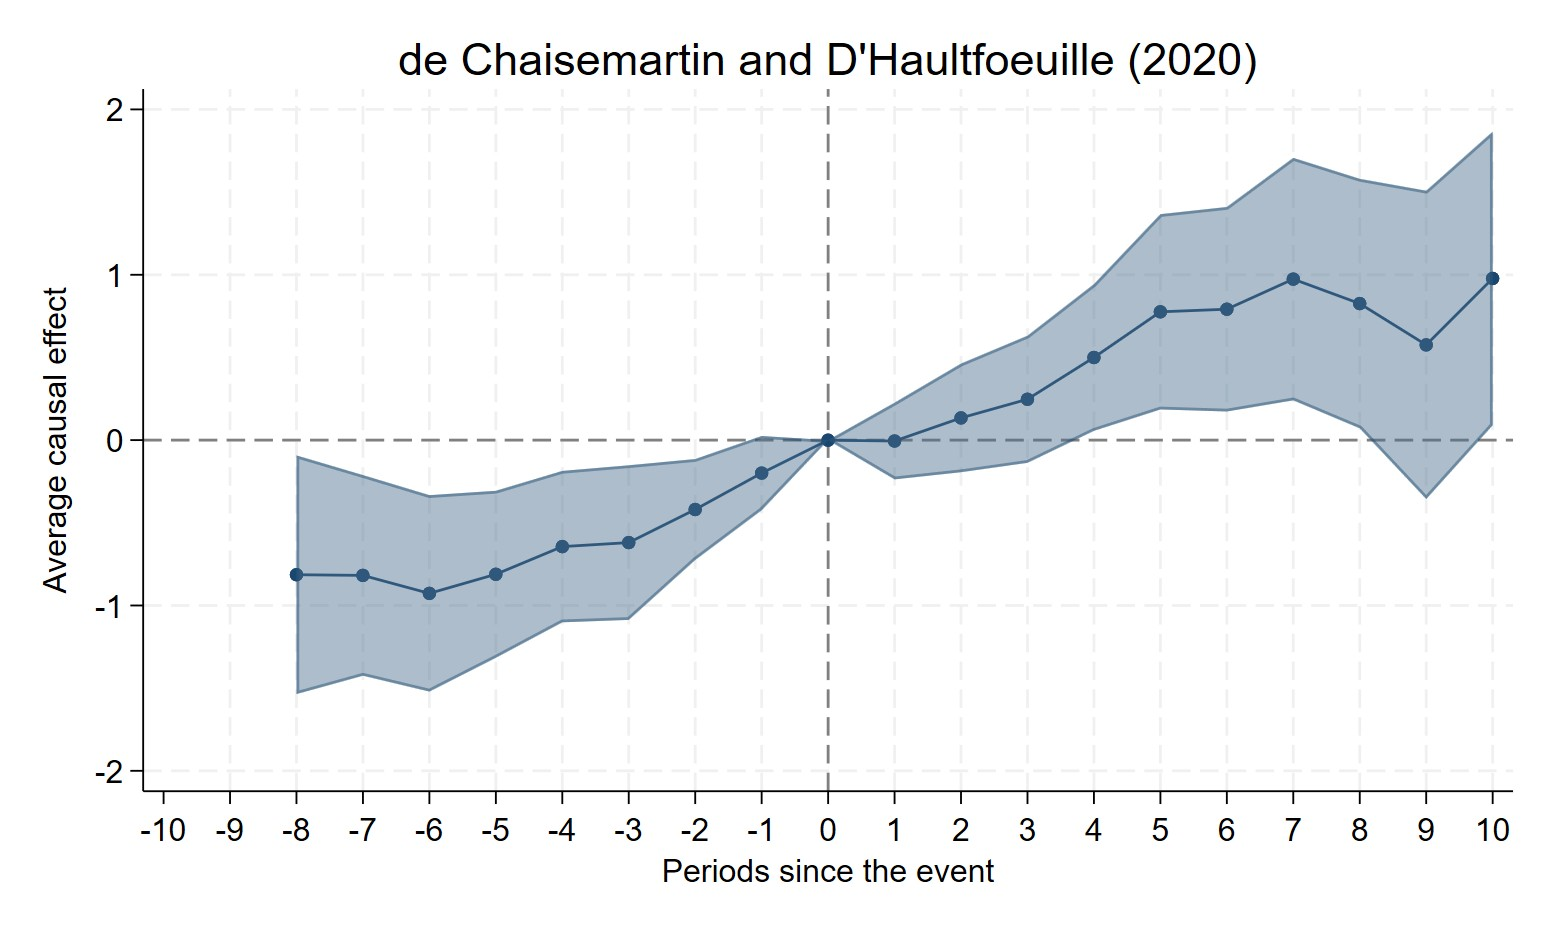 de Chaisemartin and D'Haultfoeuille (2020)
2
1
0
-1
-2
Average causal effect
-10 -9 -8 -7 -6 -5 -4 -3 -2 -1 0 1 2 3 4 5 6 7 8 9 10
Periods since the event